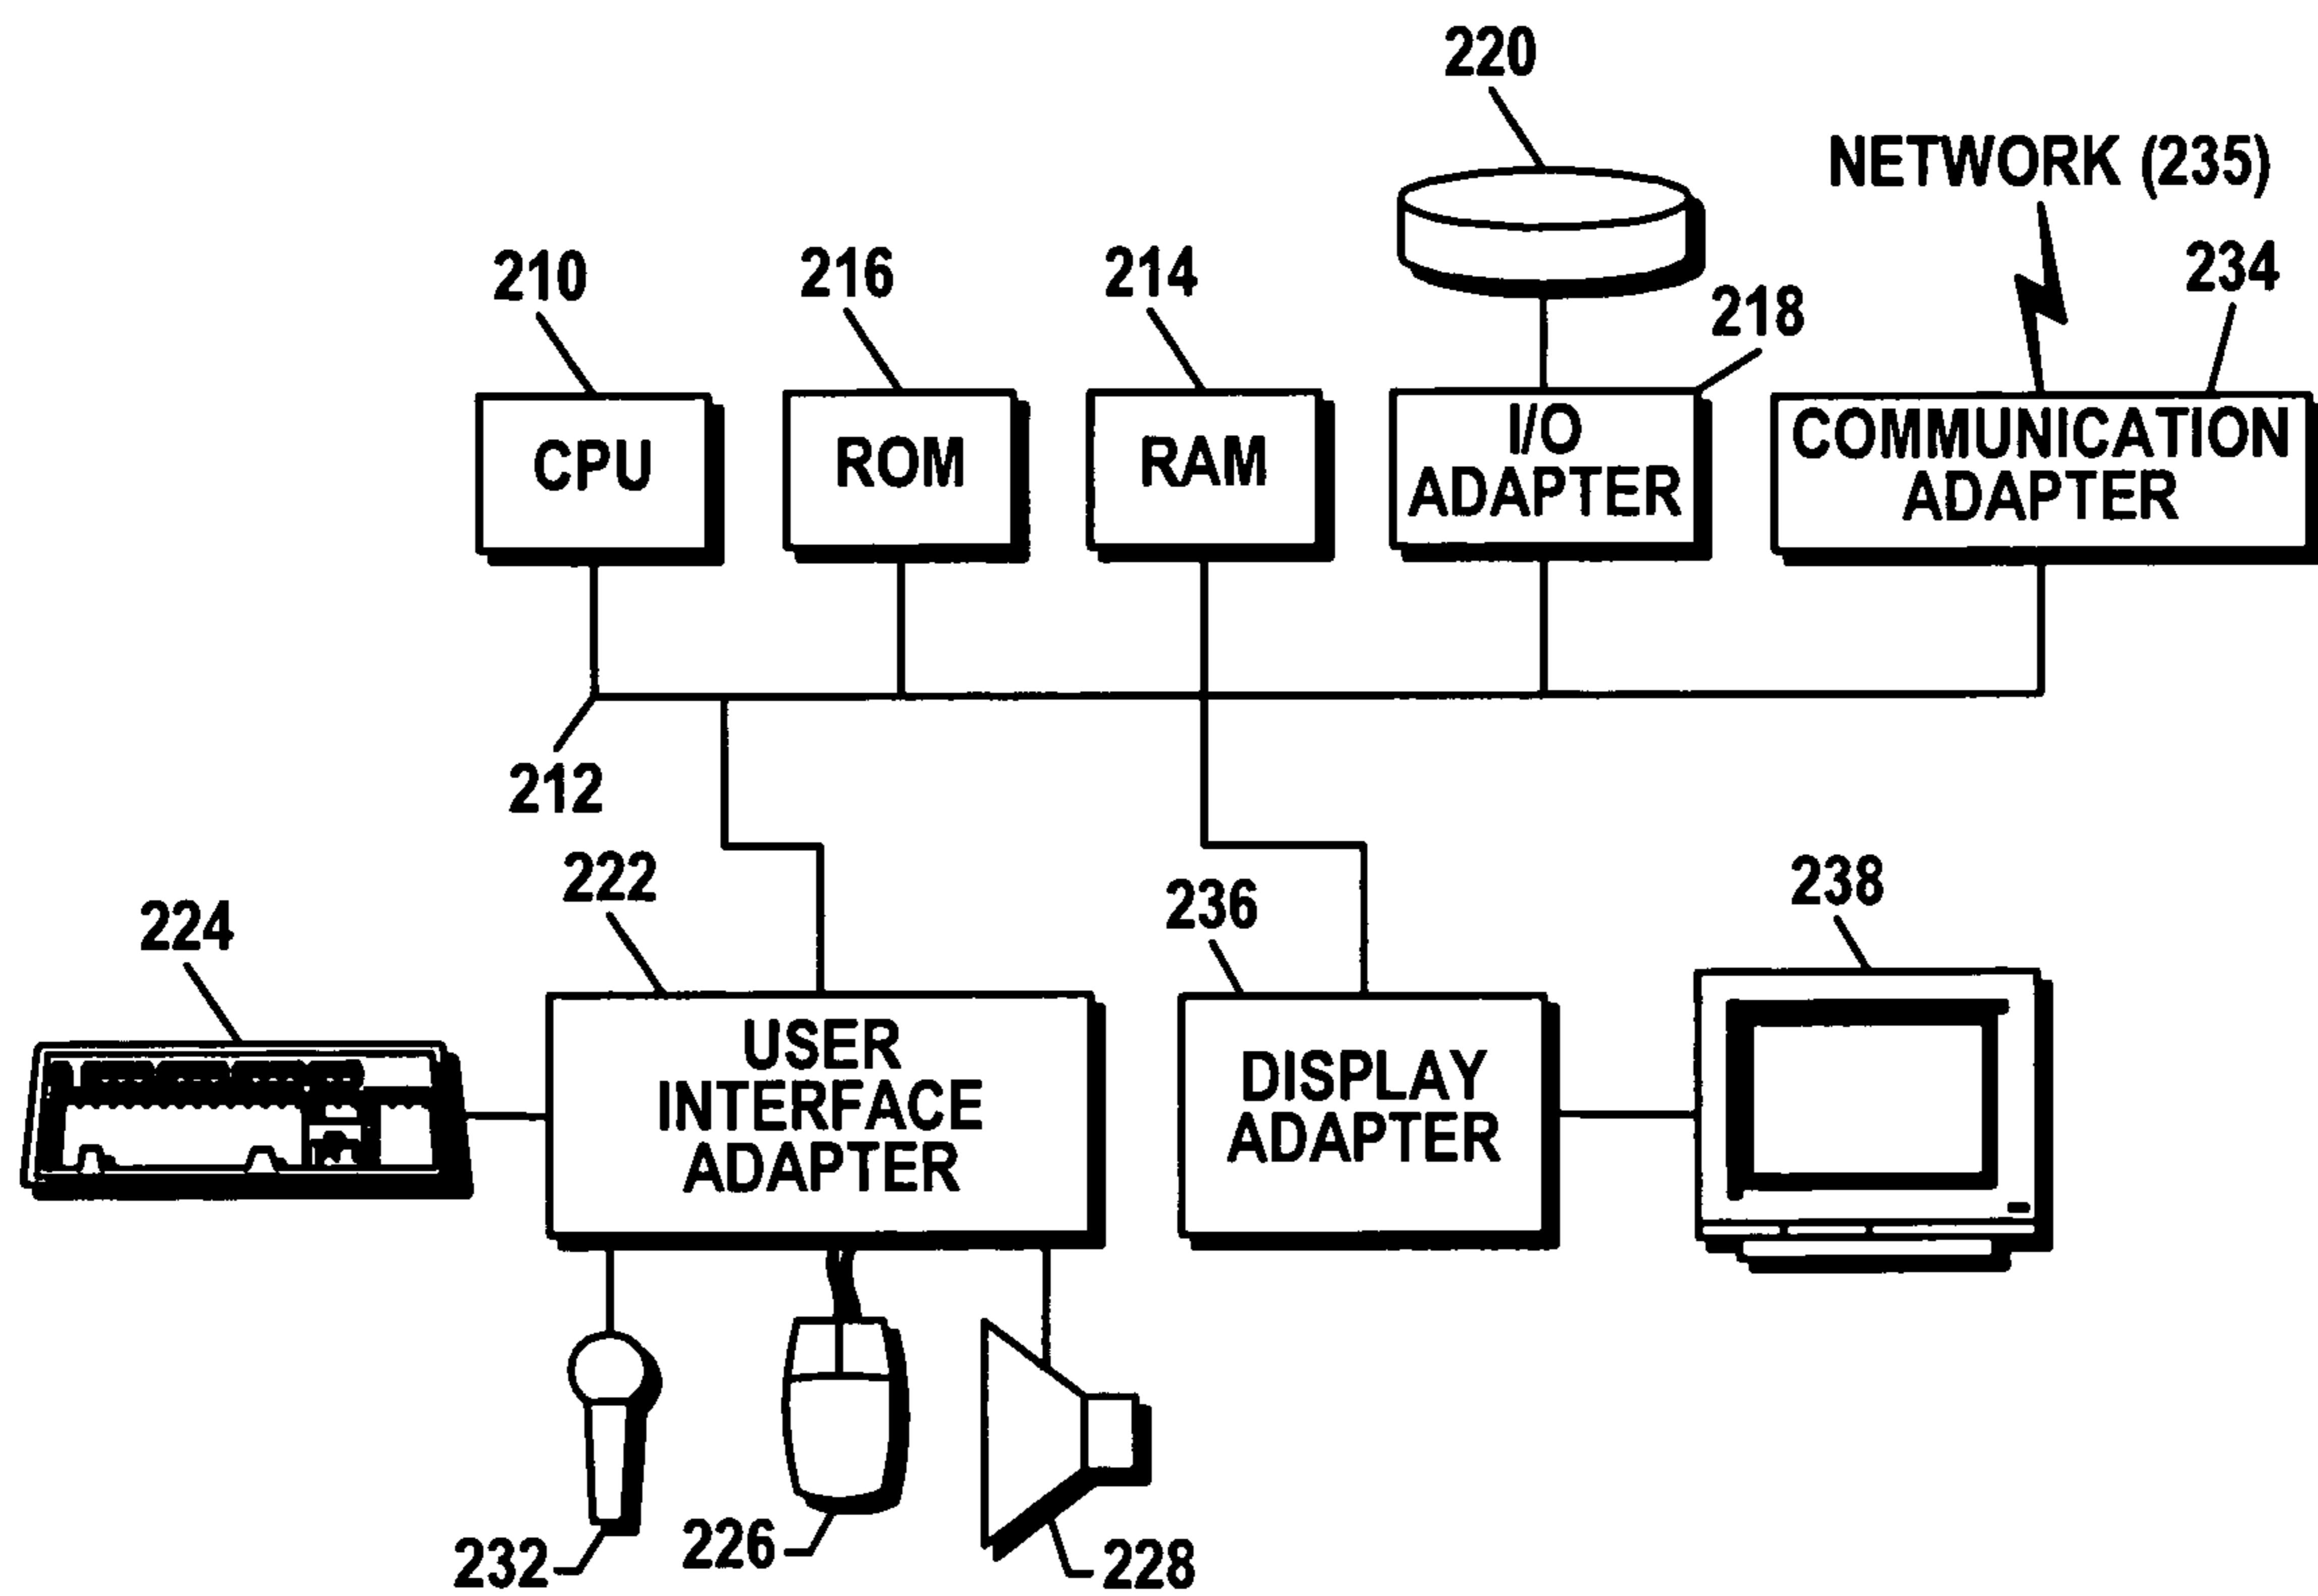 220
NETWORK (235)
210
216
214
218
234
CPU
ROM
RAM
I/O
ADAPTER
COMMUNICATION
ADAPTER
212
222
236
238
224
USER
INTERFACE
ADAPTER
DISPLAY
ADAPTER
232
226
228